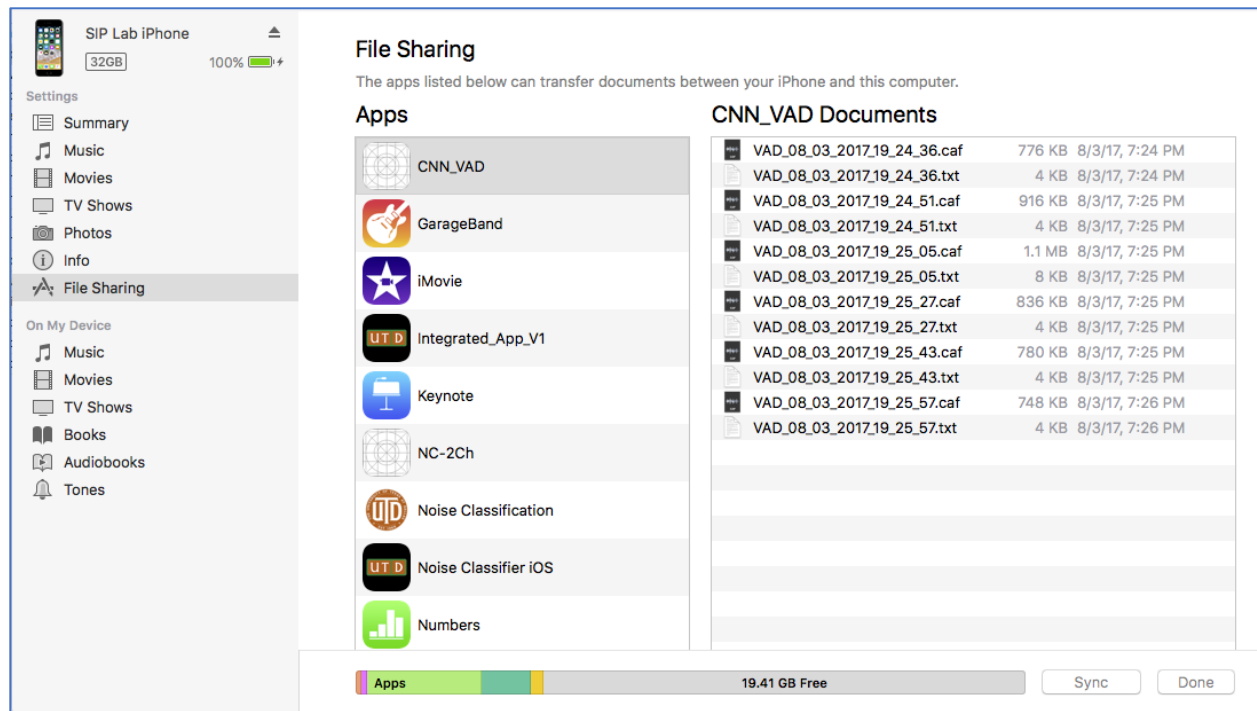 SIP Lab iPhone
32GB
100%
Settings
Summary
Music
Movies
TV Shows
Photos
Info
File Sharing
On My Device
Music
Movies
TV Shows
Books
Audiobooks
Tones
File Sharing
The apps listed below can transfer documents between your iPhone and this computer.
Apps
CNN_VAD
GarageBand
iMovie
UT D
Integrated_App_V1
Keynote
NC-2Ch
UTD
Noise Classification
UT D
Noise Classifier iOS
Numbers
CNN_VAD Documents
VAD_08_03_2017_19_24_36.caf 776 KB 8/3/17, 7:24 PM
VAD_08_03_2017_19_24_36.txt 4 KB 8/3/17, 7:24 PM
VAD_08_03_2017_19_24_51.caf 916 KB 8/3/17, 7:25 PM
VAD_08_03_2017_19_24_51.txt 4 KB 8/3/17, 7:25 PM
VAD_08_03_2017_19_25_05.caf 1.1 MB 8/3/17, 7:25 PM
VAD_08_03_2017_19_25_05.txt 8 KB 8/3/17, 7:25 PM
VAD_08_03_2017_19_25_27.caf 836 KB 8/3/17, 7:25 PM
VAD_08_03_2017_19_25_27.txt 4 KB 8/3/17, 7:25 PM
VAD_08_03_2017_19_25_43.caf 780 KB 8/3/17, 7:25 PM
VAD_08_03_2017_19_25_43.txt 4 KB 8/3/17, 7:25 PM
VAD_08_03_2017_19_25_57.caf 748 KB 8/3/17, 7:26 PM
VAD_08_03_2017_19_25_57.txt 4 KB 8/3/17, 7:26 PM
Apps
19.41 GB Free
Sync
Done